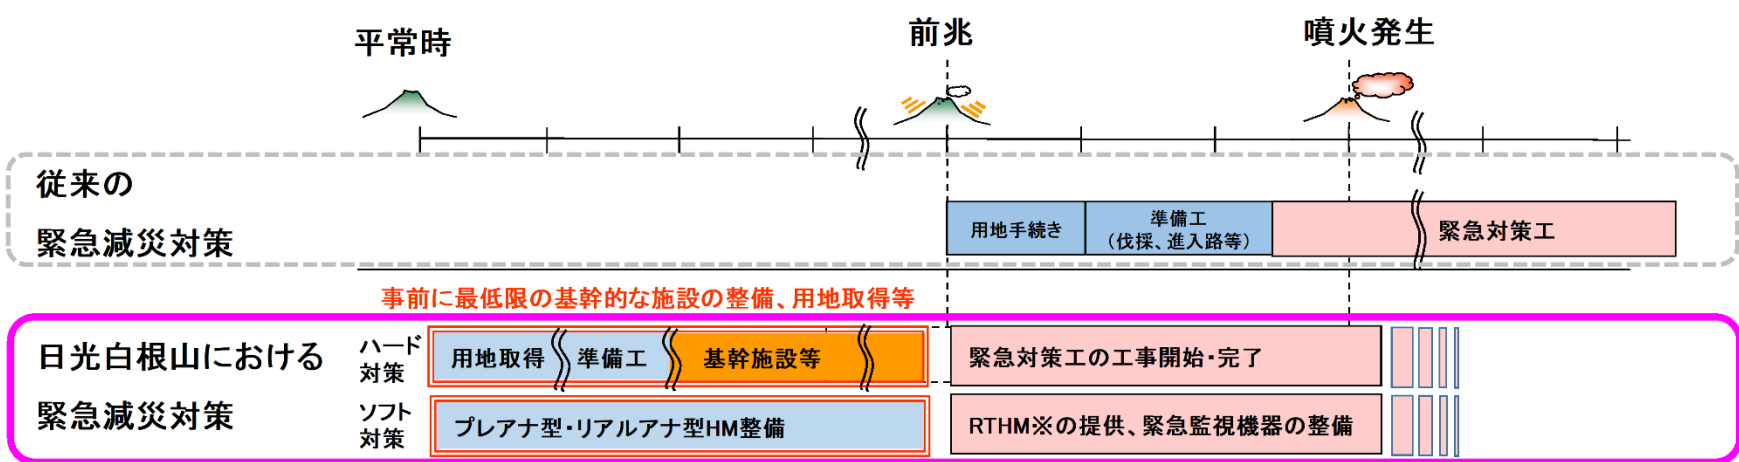 平常時
前兆
噴火発生
従来の
緊急減災対策
用地手続き
準備工
(伐採、進入路等)
緊急対策工
事前に最低限の基幹的な施設の整備、用地取得等
日光白根山における
緊急減災対策
ハード
対策
用地取得
準備工
基幹施設等
緊急対策工の工事開始・完了
ソフト
対策
プレアナ型・リアルアナ型HM整備
RTHM※の提供、緊急監視機器の整備